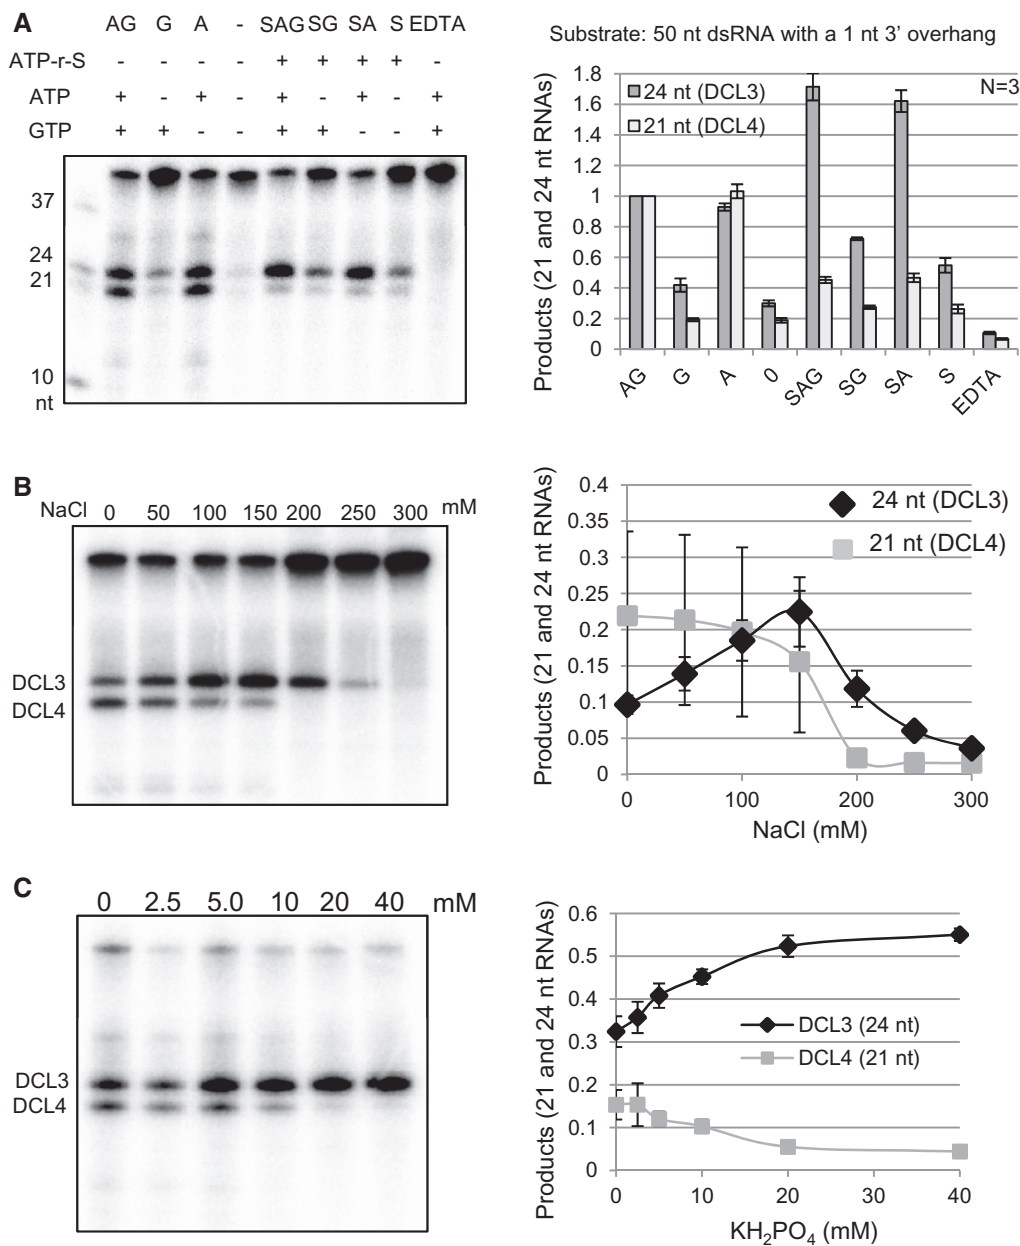 A
AG G A - SAG SG SA S EDTA
ATP-r-S - - - - + + + + -
ATP + - + - + - + - +
GTP + + - - + + - - +
37
24
21
10
nt
Substrate: 50 nt dsRNA with a 1 nt 3' overhang
N=3
24 nt (DCL3)
21 nt (DCL4)
Products (21 and 24 nt RNAs)
1.8
1.6
1.4
1.2
1
0.8
0.6
0.4
0.2
0
AG G A 0 SAG SG SA S EDTA
B
NaCl 0 50 100 150 200 250 300 mM
DCL3
DCL4
Products (21 and 24 nt RNAs)
0.4
0.35
0.3
0.25
0.2
0.15
0.1
0.05
0
24 nt (DCL3)
21 nt (DCL4)
0 100 200 300
NaCl (mM)
C
0 2.5 5.0 10 20 40 mM
DCL3
DCL4
Products (21 and 24 nt RNAs)
0.6
0.5
0.4
0.3
0.2
0.1
0
DCL3 (24 nt)
DCL4 (21 nt)
0 10 20 30 40
KH₂PO₄ (mM)